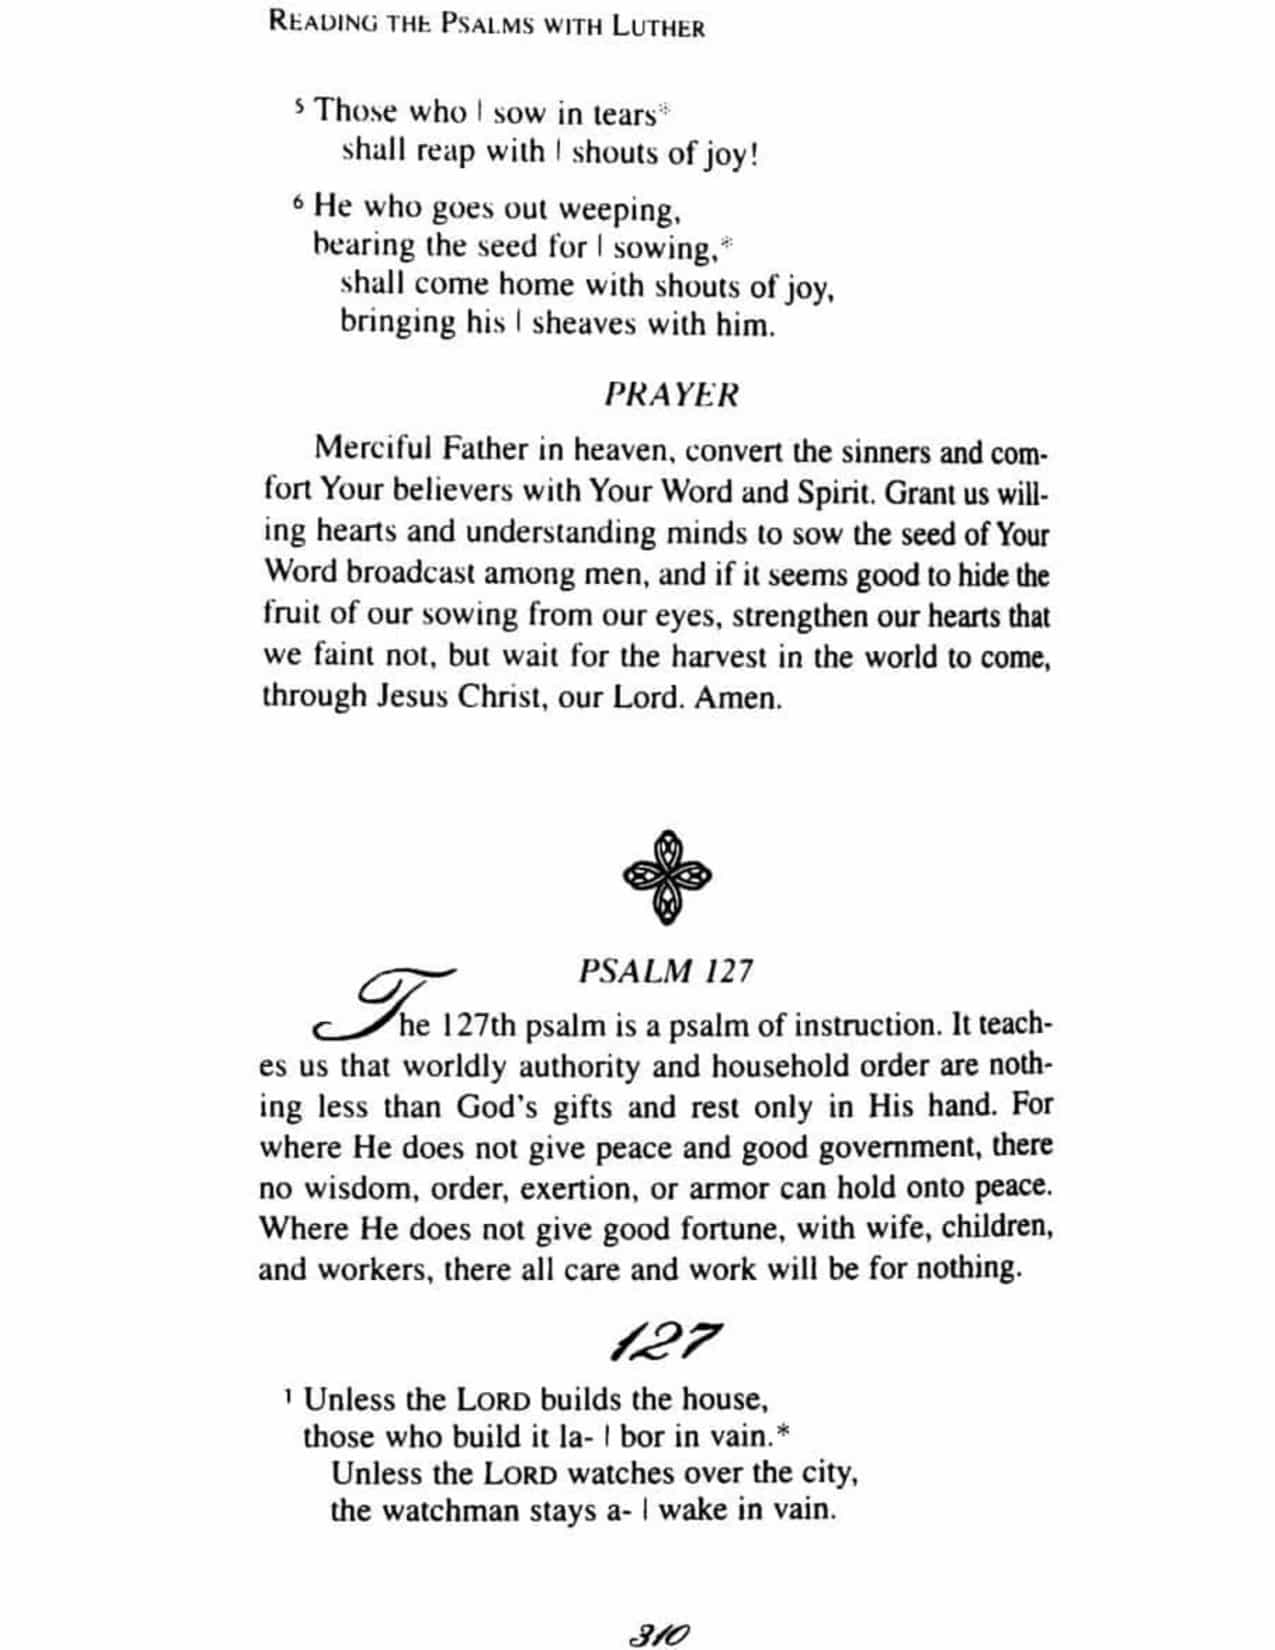 READING THE PSALMS WITH LUTHER
5 Those who | sow in tears*
shall reap with | shouts of joy!
6 He who goes out weeping,
bearing the seed for | sowing,*
shall come home with shouts of joy,
bringing his | sheaves with him.
PRAYER
Merciful Father in heaven, convert the sinners and com-
fort Your believers with Your Word and Spirit. Grant us will-
ing hearts and understanding minds to sow the seed of Your
Word broadcast among men, and if it seems good to hide the
fruit of our sowing from our eyes, strengthen our hearts that
we faint not, but wait for the harvest in the world to come,
through Jesus Christ, our Lord. Amen.
PSALM 127
The 127th psalm is a psalm of instruction. It teach-
es us that worldly authority and household order are noth-
ing less than God's gifts and rest only in His hand. For
where He does not give peace and good government, there
no wisdom, order, exertion, or armor can hold onto peace.
Where He does not give good fortune, with wife, children,
and workers, there all care and work will be for nothing.
127
1 Unless the LORD builds the house,
those who build it la- | bor in vain.*
Unless the LORD watches over the city,
the watchman stays a- | wake in vain.
310